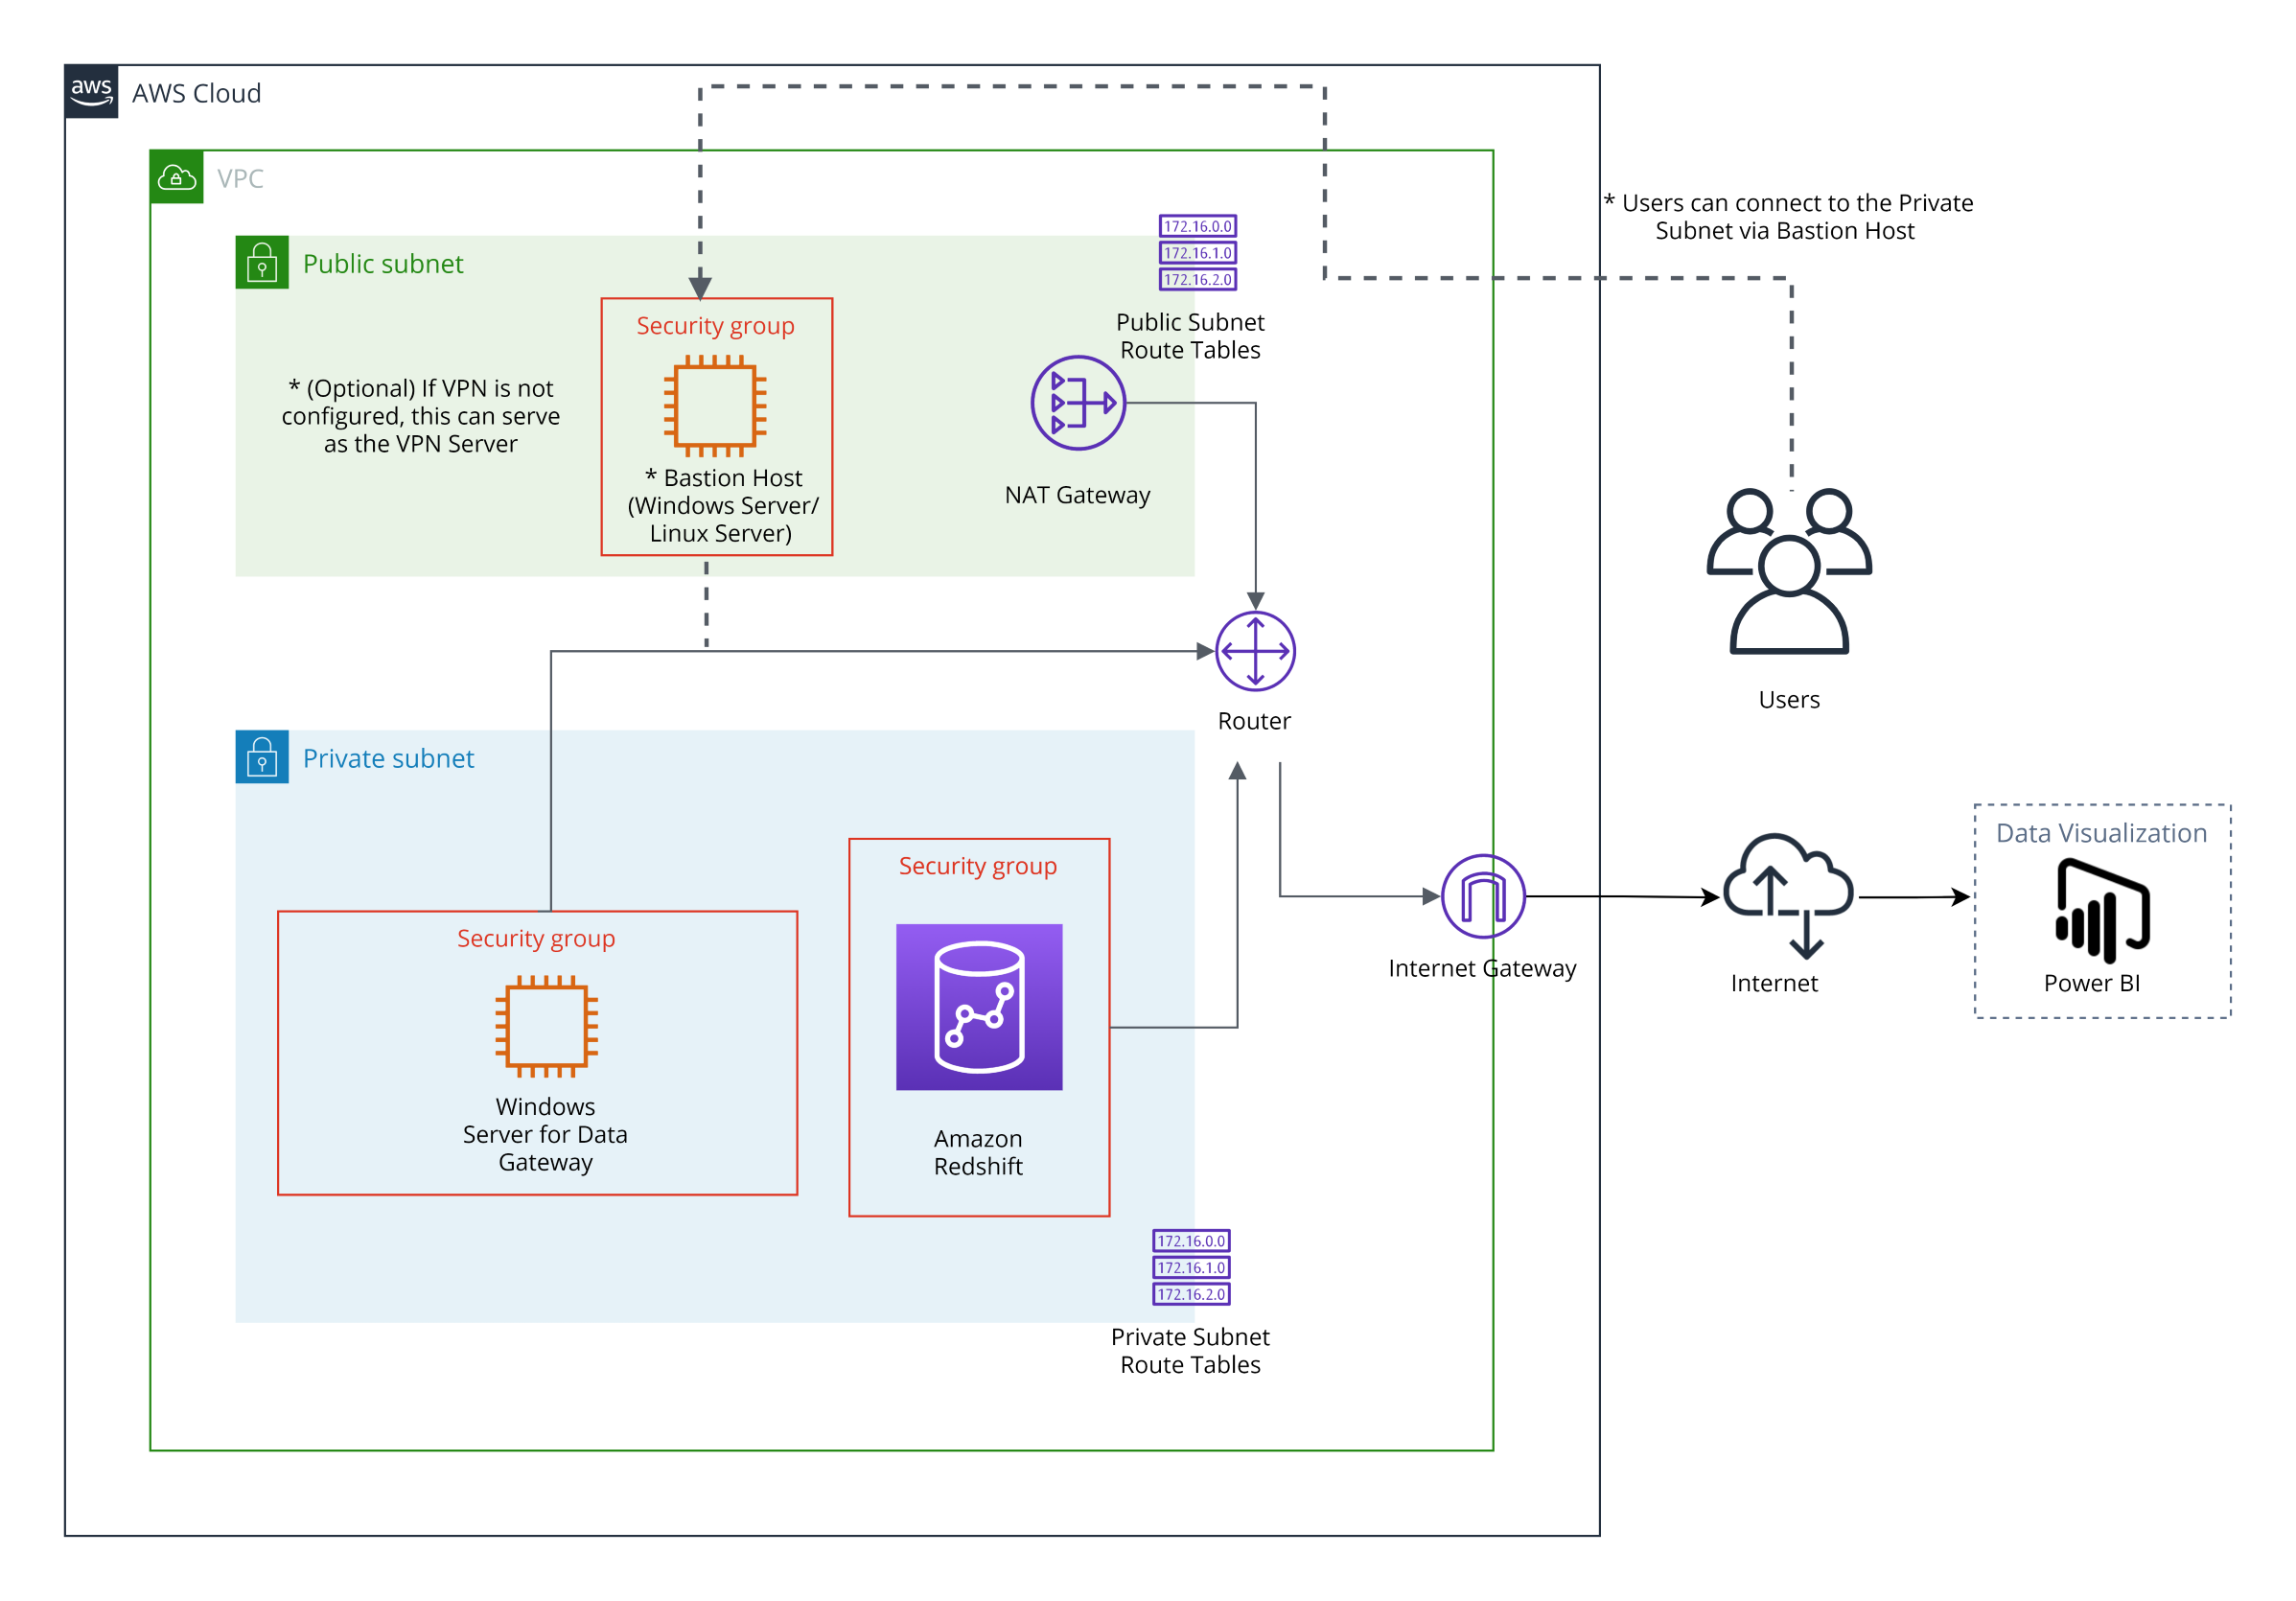 aws
AWS Cloud
VPC
* Users can connect to the Private
Subnet via Bastion Host
Public subnet
172.16.0.0
172.16.1.0
172.16.2.0
Public Subnet
Route Tables
Security group
* (Optional) If VPN is not
configured, this can serve
as the VPN Server
* Bastion Host
(Windows Server/
Linux Server)
NAT Gateway
Router
Users
Private subnet
Security group
Security group
Windows
Server for Data
Gateway
Amazon
Redshift
Internet Gateway
Internet
Data Visualization
Power BI
172.16.0.0
172.16.1.0
172.16.2.0
Private Subnet
Route Tables